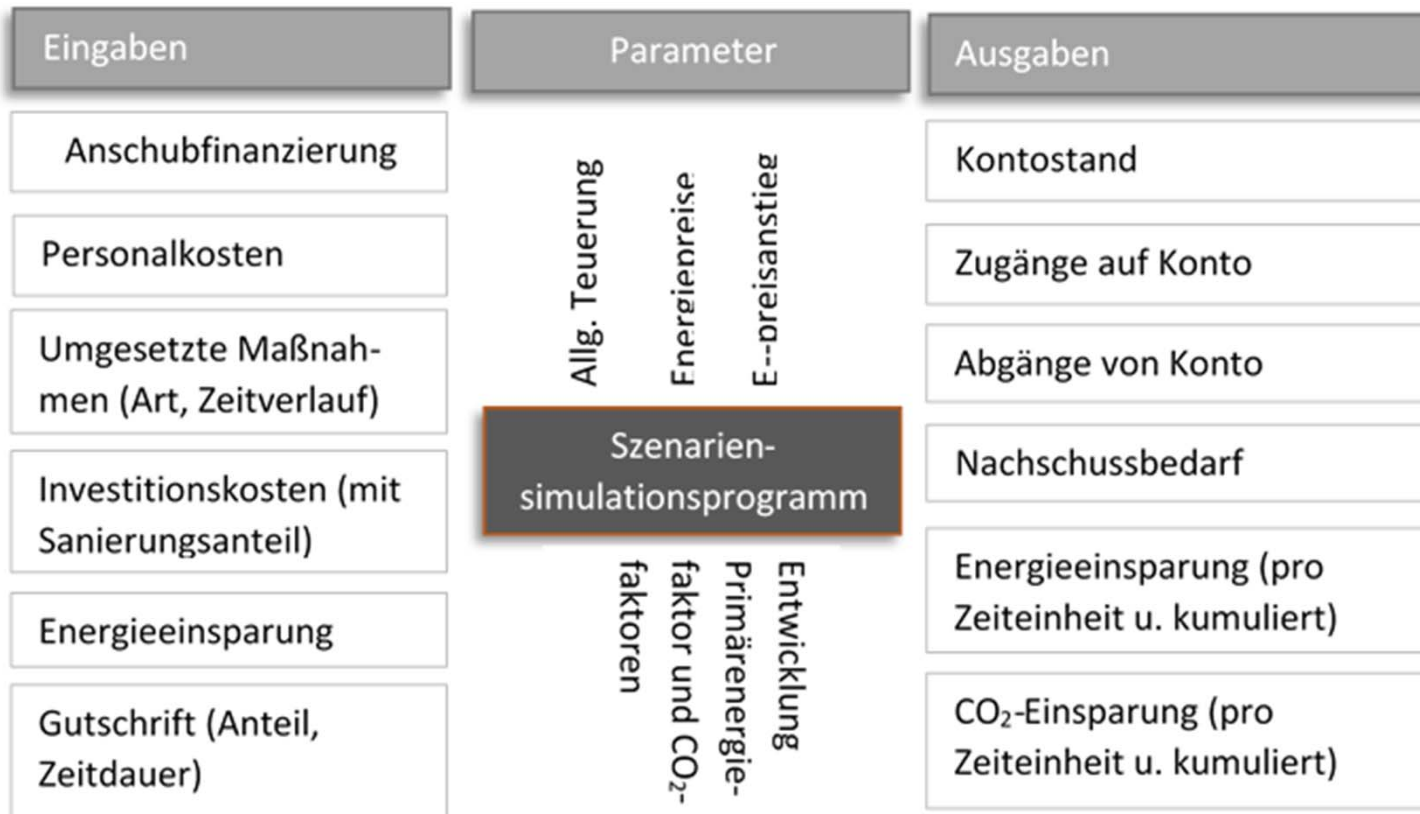 Eingaben
Anschubfinanzierung
Personalkosten
Umgesetzte Maßnah-
men (Art, Zeitverlauf)
Investitionskosten (mit
Sanierungsanteil)
Energieeinsparung
Gutschrift (Anteil,
Zeitdauer)
Parameter
Allg. Teuerung
Energiepreise
E--preisanstieg
Szenarien-
simulationsprogramm
Entwicklung
Primärenergie-
faktor und CO₂-
faktoren
Ausgaben
Kontostand
Zugänge auf Konto
Abgänge von Konto
Nachschussbedarf
Energieeinsparung (pro
Zeiteinheit u. kumuliert)
CO₂-Einsparung (pro
Zeiteinheit u. kumuliert)